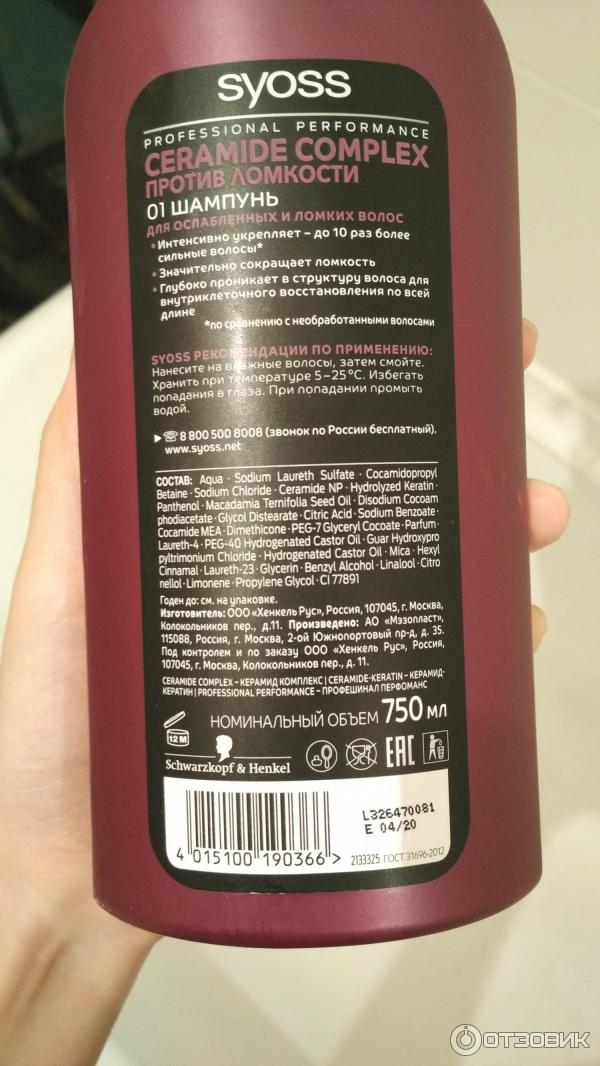 syoss
PROFESSIONAL PERFORMANCE
CERAMIDE COMPLEX
ПРОТИВ ЛОМКОСТИ
01 ШАМПУНЬ
ДЛЯ ОСЛАБЛЕННЫХ И ЛОМКИХ ВОЛОС
• Интенсивно укрепляет – до 10 раз более
сильные волосы*
• Значительно сокращает ломкость
• Глубоко проникает в структуру волоса для
внутриклеточного восстановления по всей
длине
*по сравнению с необработанными волосами
SYOSS РЕКОМЕНДАЦИИ ПО ПРИМЕНЕНИЮ:
Нанесите на влажные волосы, затем смойте.
Хранить при температуре 5–25°C. Избегать
попадания в глаза. При попадании промыть
водой.
8 800 500 8008 (звонок по России бесплатный).
www.syoss.net
СОСТАВ: Aqua · Sodium Laureth Sulfate · Cocamidopropyl
Betaine · Sodium Chloride · Ceramide NP · Hydrolyzed Keratin ·
Panthenol · Macadamia Ternifolia Seed Oil · Disodium Cocoam
phodiacetate · Glycol Distearate · Citric Acid · Sodium Benzoate ·
Cocamide MEA · Dimethicone · PEG-7 Glyceryl Cocoate · Parfum ·
Laureth-4 · PEG-40 Hydrogenated Castor Oil · Guar Hydroxypro
pyltrimonium Chloride · Hydrogenated Castor Oil · Mica · Hexyl
Cinnamal · Laureth-23 · Glycerin · Benzyl Alcohol · Linalool · Citro
nellol · Limonene · Propylene Glycol · CI 77891
Годен до: см. на упаковке.
Изготовитель: ООО «Хенкель Рус», Россия, 107045, г. Москва,
Колокольников пер., д.11. Произведено: АО «Мэзопласт»,
115088, Россия, г. Москва, 2-ой Южнопортовый пр-д, д. 35.
Под контролем и по заказу ООО «Хенкель Рус», Россия,
107045, г. Москва, Колокольников пер., д. 11.
CERAMIDE COMPLEX – КЕРАМИД КОМПЛЕКС | CERAMIDE-KERATIN – КЕРАМИД-
КЕРАТИН | PROFESSIONAL PERFORMANCE – ПРОФЕШИНАЛ ПЕРФОМАНС
НОМИНАЛЬНЫЙ ОБЪЕМ 750 мл
12 M
Schwarzkopf & Henkel
EAC
L326470081
E 04/20
4 015100 190366 >
2133325 ГОСТ 31696-2012
ОТЗОВИК